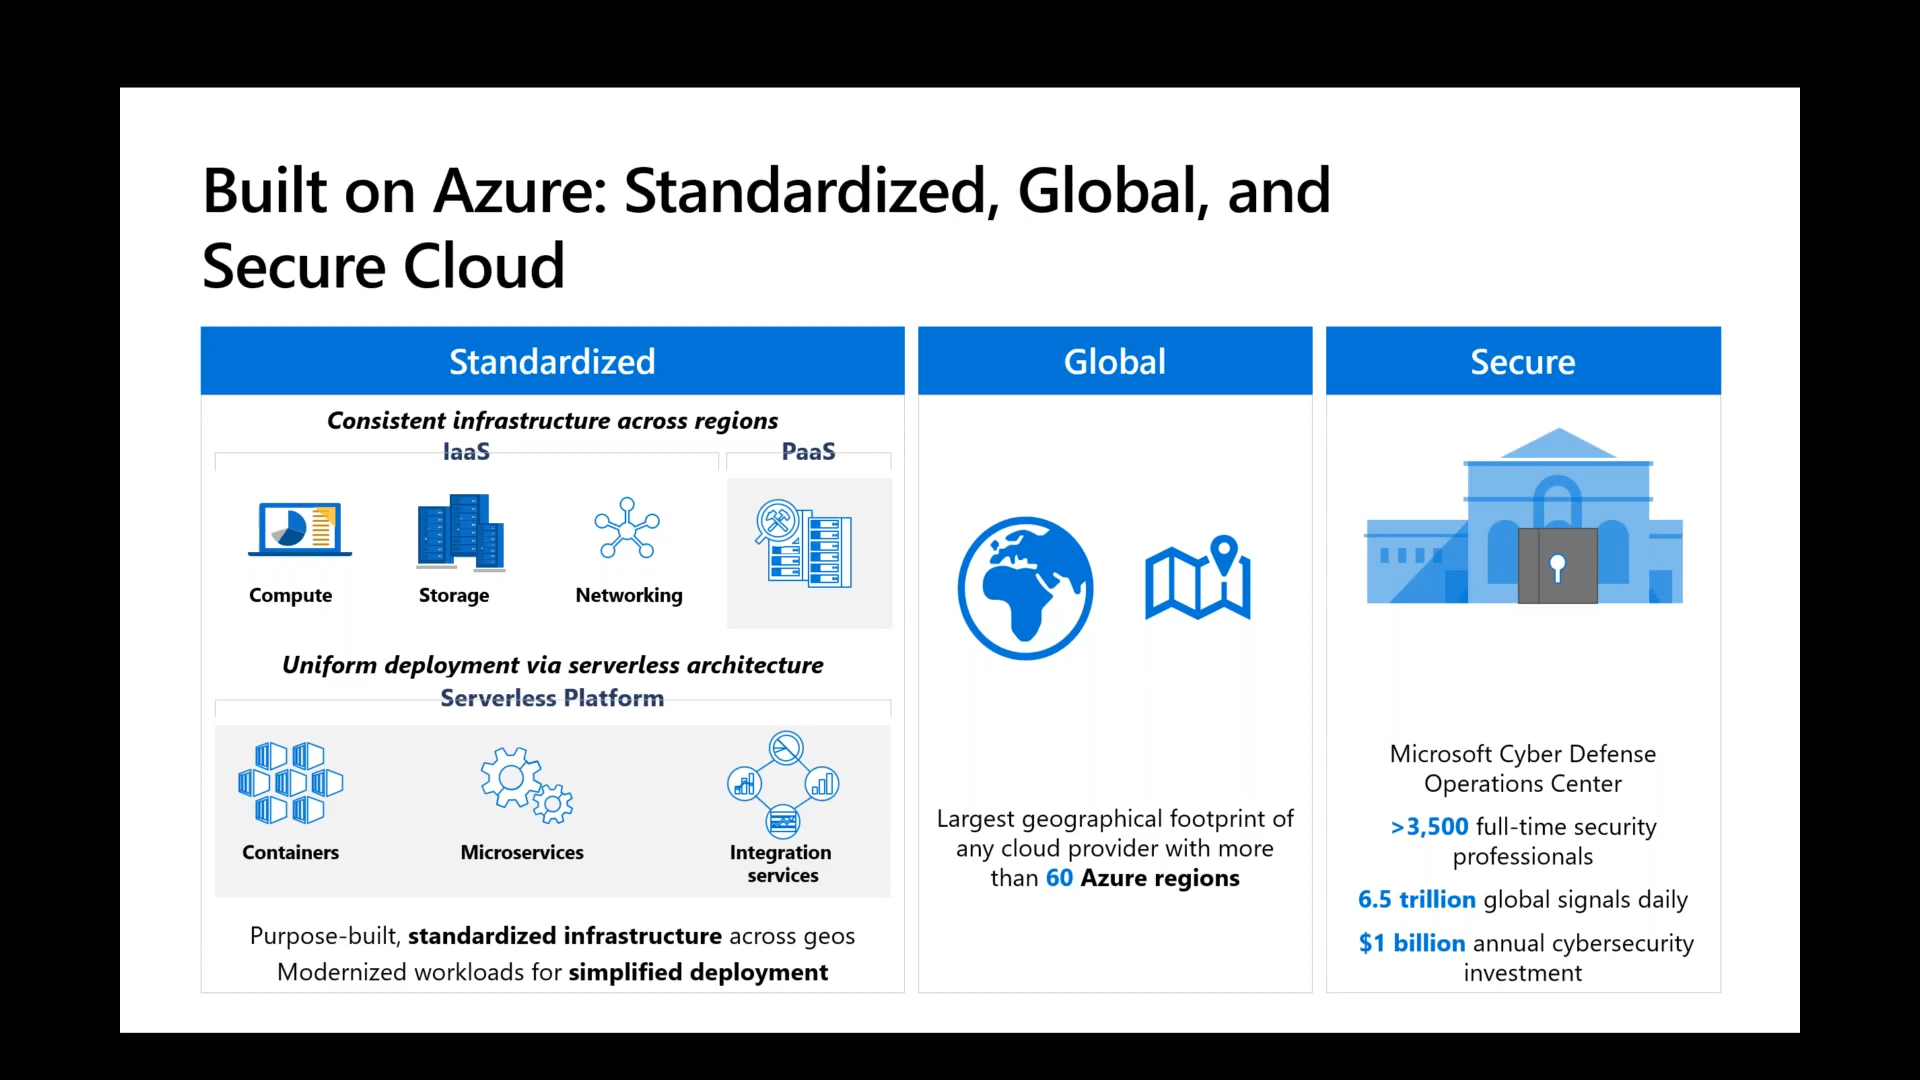 Built on Azure: Standardized, Global, and
Secure Cloud
Standardized
Consistent infrastructure across regions
IaaS
PaaS
Compute
Storage
Networking
Uniform deployment via serverless architecture
Serverless Platform
Containers
Microservices
Integration
services
Purpose-built, standardized infrastructure across geos
Modernized workloads for simplified deployment
Global
Largest geographical footprint of
any cloud provider with more
than 60 Azure regions
Secure
Microsoft Cyber Defense
Operations Center
>3,500 full-time security
professionals
6.5 trillion global signals daily
$1 billion annual cybersecurity
investment